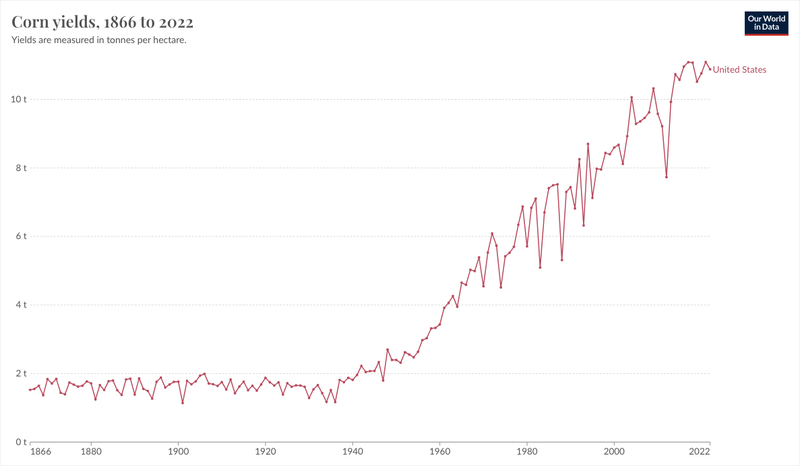 Corn yields, 1866 to 2022
Yields are measured in tonnes per hectare.
Our World
in Data
United States
10 t
8 t
6 t
4 t
2 t
0 t
1866
1880
1900
1920
1940
1960
1980
2000
2022